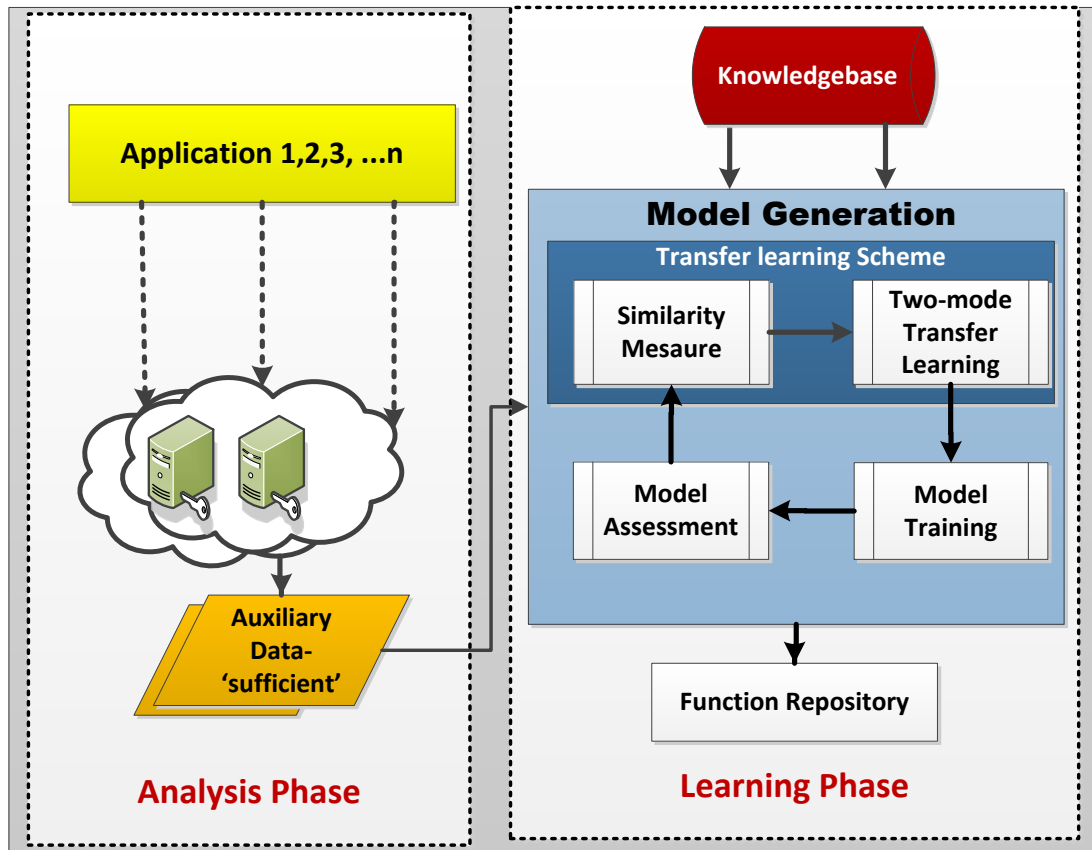 Application 1,2,3, ...n
Auxiliary
Data-
‘sufficient’
Analysis Phase
Knowledgebase
Model Generation
Transfer learning Scheme
Similarity
Mesaure
Two-mode
Transfer
Learning
Model
Assessment
Model
Training
Function Repository
Learning Phase